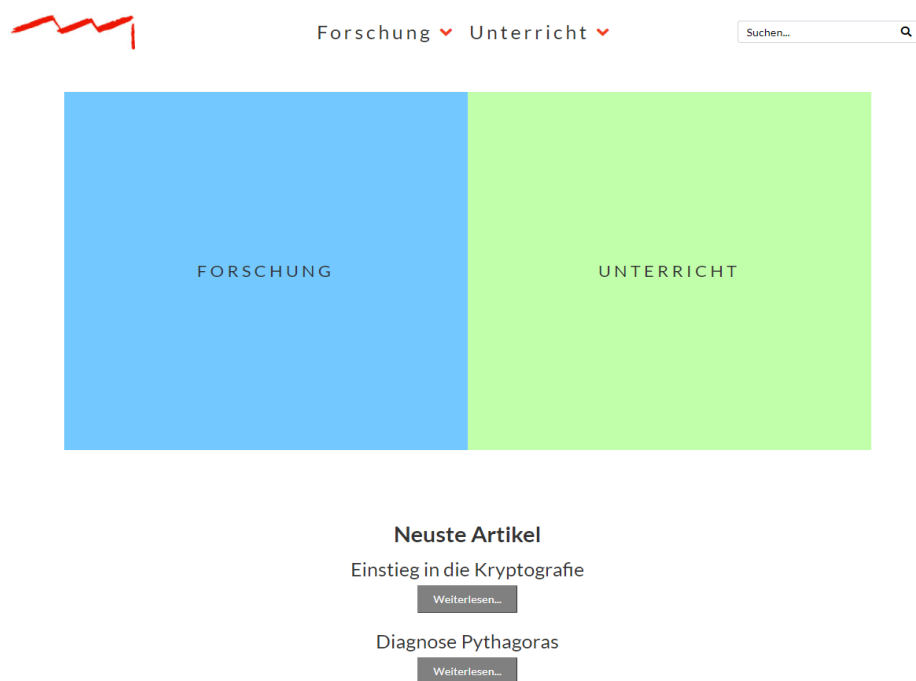 Forschung Unterricht Suchen...
FORSCHUNG UNTERRICHT
Neuste Artikel
Einstieg in die Kryptografie
Weiterlesen...
Diagnose Pythagoras
Weiterlesen...